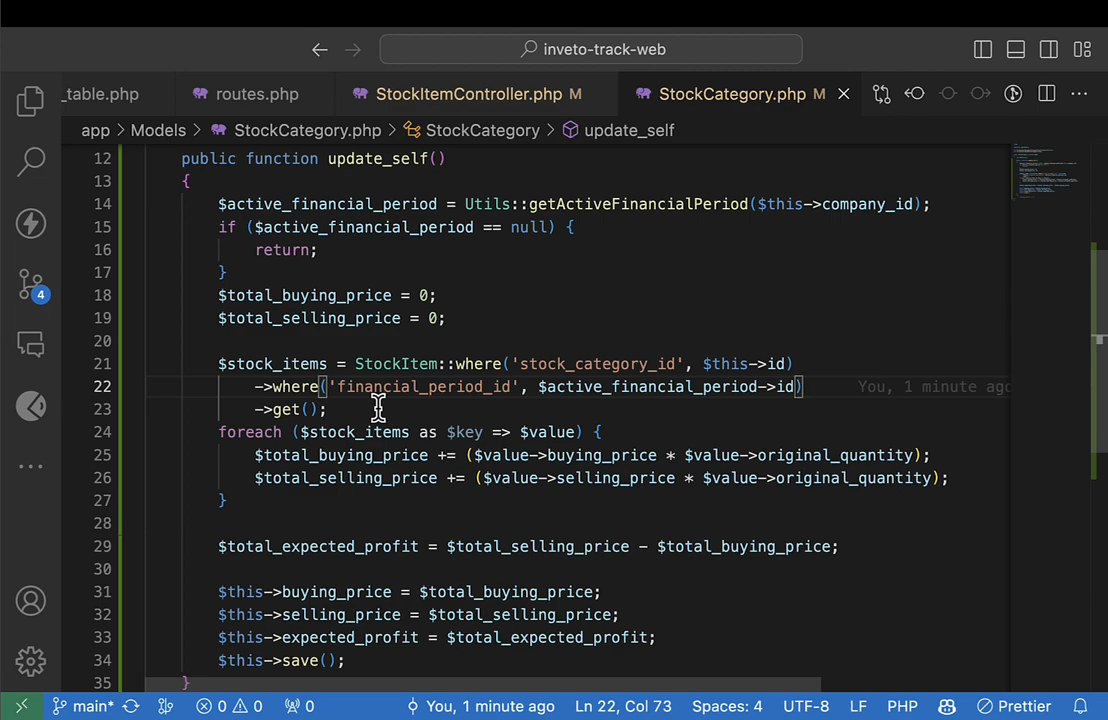 inveto-track-web
_table.php
routes.php
StockItemController.php M
StockCategory.php M
app > Models > StockCategory.php > StockCategory > update_self
12 public function update_self()
13 {
14 $active_financial_period = Utils::getActiveFinancialPeriod($this->company_id);
15 if ($active_financial_period == null) {
16 return;
17 }
18 $total_buying_price = 0;
19 $total_selling_price = 0;
20
21 $stock_items = StockItem::where('stock_category_id', $this->id)
22 ->where('financial_period_id', $active_financial_period->id) You, 1 minute ago
23 ->get();
24 foreach ($stock_items as $key => $value) {
25 $total_buying_price += ($value->buying_price * $value->original_quantity);
26 $total_selling_price += ($value->selling_price * $value->original_quantity);
27 }
28
29 $total_expected_profit = $total_selling_price - $total_buying_price;
30
31 $this->buying_price = $total_buying_price;
32 $this->selling_price = $total_selling_price;
33 $this->expected_profit = $total_expected_profit;
34 $this->save();
35 }
4
main* 0 0 0 You, 1 minute ago Ln 22, Col 73 Spaces: 4 UTF-8 LF PHP Prettier